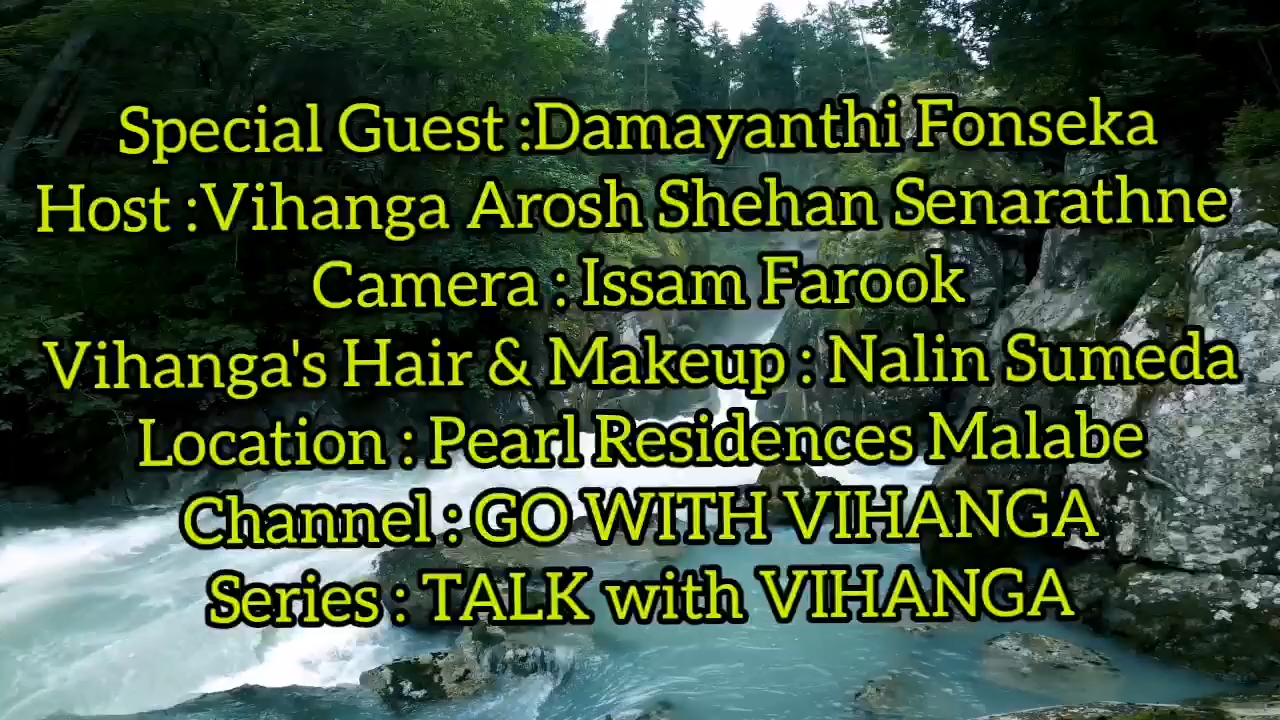 Special Guest :Damayanthi Fonseka
Host :Vihanga Arosh Shehan Senarathne
Camera : Issam Farook
Vihanga's Hair & Makeup : Nalin Sumeda
Location : Pearl Residences Malabe
Channel : GO WITH VIHANGA
Series : TALK with VIHANGA